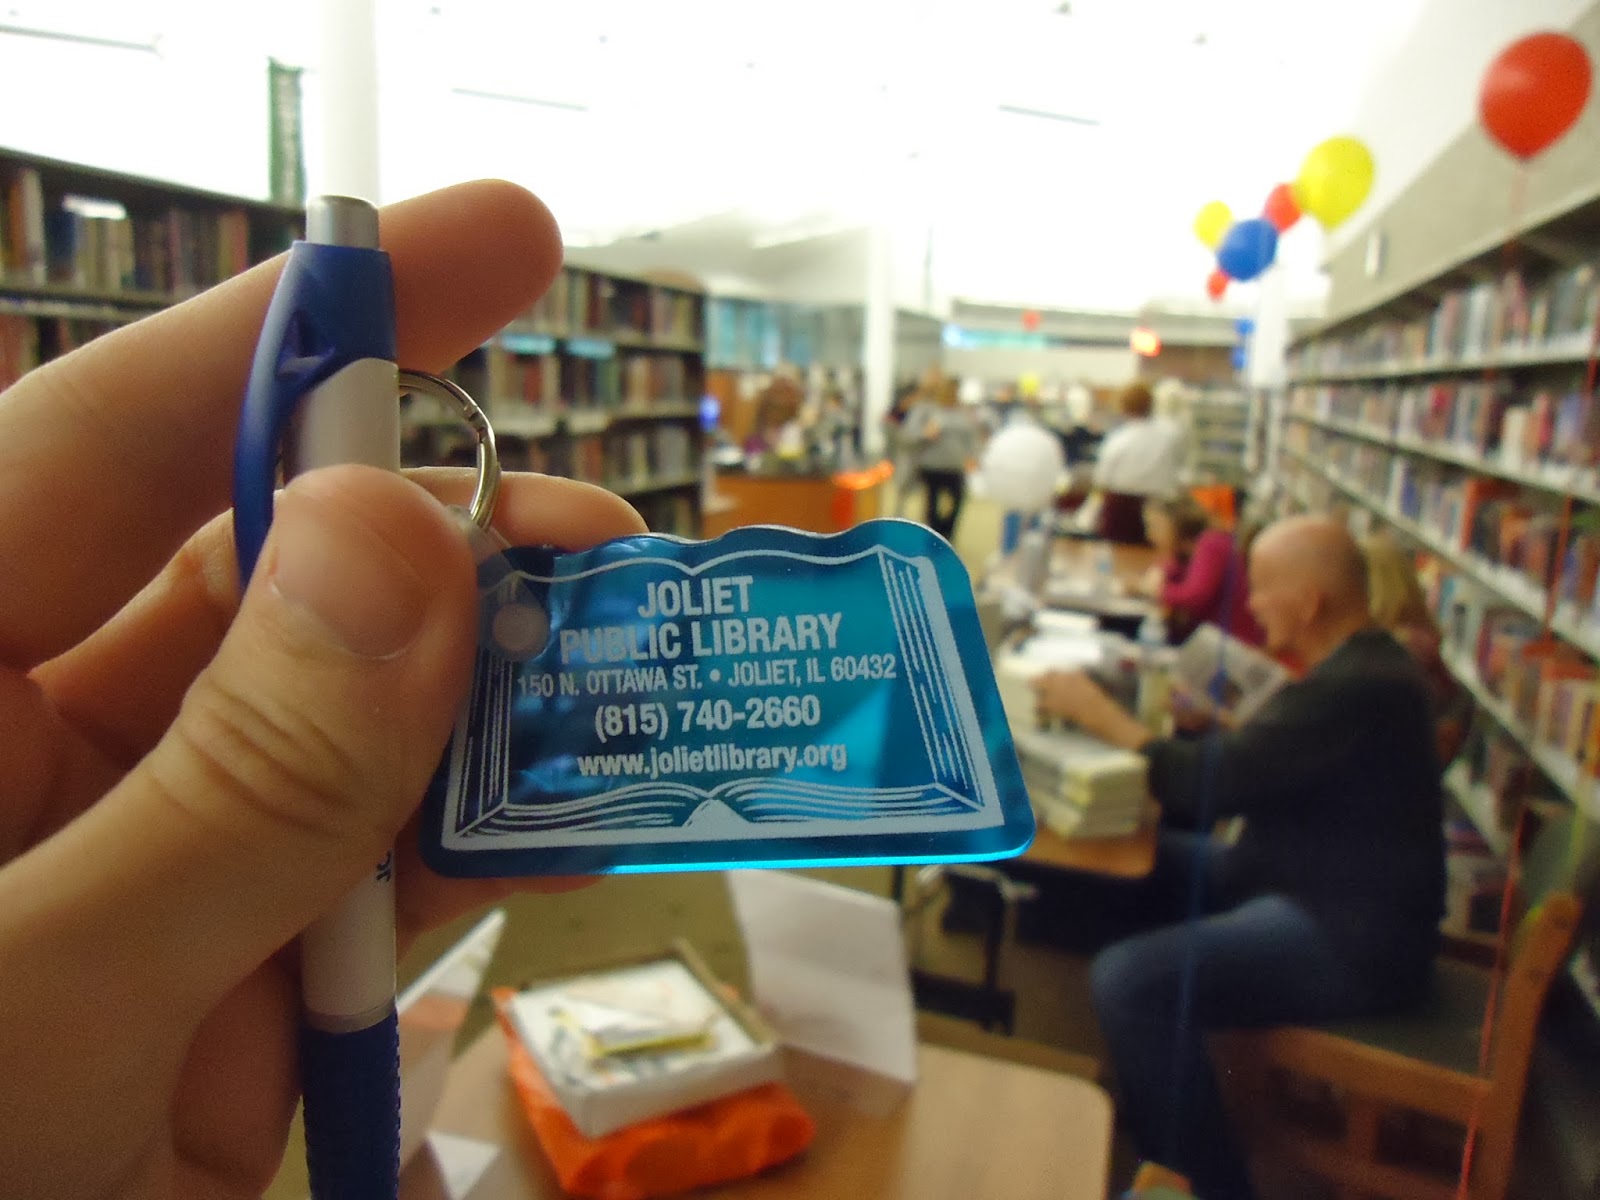 JOLIET
PUBLIC LIBRARY
150 N. OTTAWA ST. • JOLIET, IL 60432
(815) 740-2660
www.jolietlibrary.org